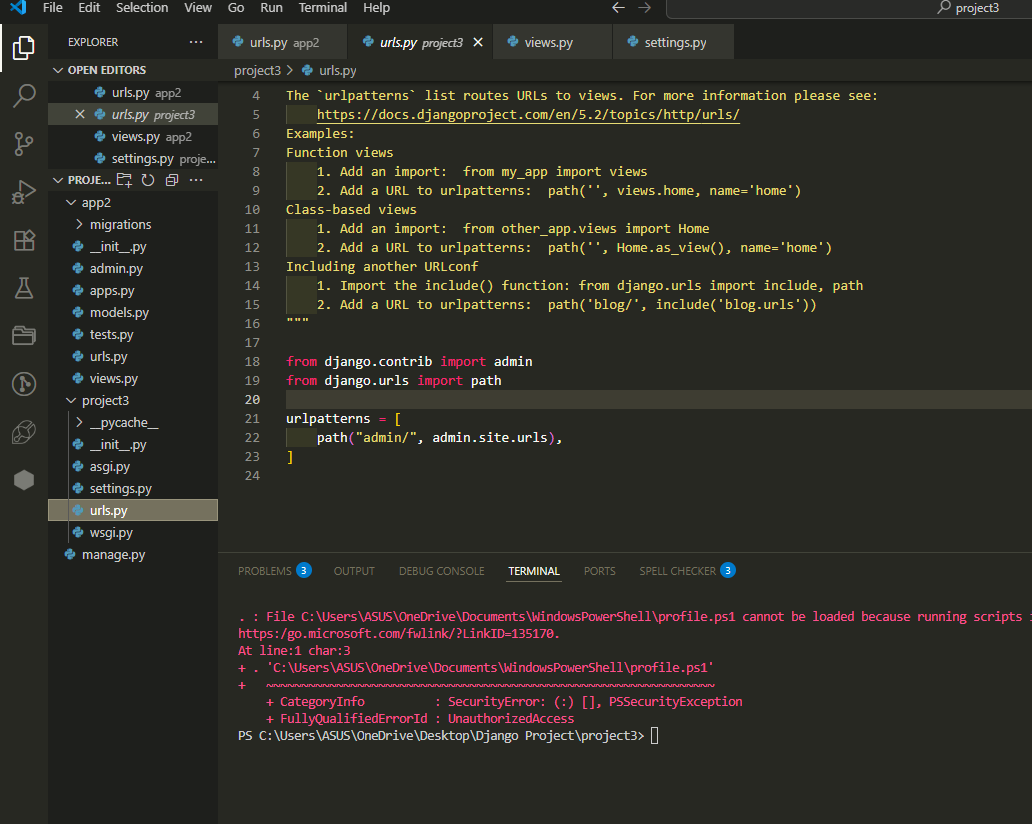 File Edit Selection View Go Run Terminal Help
project3
EXPLORER
OPEN EDITORS
urls.py app2
urls.py project3
views.py app2
settings.py proje...
PROJE...
app2
migrations
__init__.py
admin.py
apps.py
models.py
tests.py
urls.py
views.py
project3
__pycache__
__init__.py
asgi.py
settings.py
urls.py
wsgi.py
manage.py
urls.py app2
urls.py project3
views.py
settings.py
project3 > urls.py
4 The `urlpatterns` list routes URLs to views. For more information please see:
5 https://docs.djangoproject.com/en/5.2/topics/http/urls/
6 Examples:
7 Function views
8 1. Add an import:  from my_app import views
9 2. Add a URL to urlpatterns:  path('', views.home, name='home')
10 Class-based views
11 1. Add an import:  from other_app.views import Home
12 2. Add a URL to urlpatterns:  path('', Home.as_view(), name='home')
13 Including another URLconf
14 1. Import the include() function: from django.urls import include, path
15 2. Add a URL to urlpatterns:  path('blog/', include('blog.urls'))
16 """
17
18 from django.contrib import admin
19 from django.urls import path
20
21 urlpatterns = [
22 path("admin/", admin.site.urls),
23 ]
24
PROBLEMS 3 OUTPUT DEBUG CONSOLE TERMINAL PORTS SPELL CHECKER 3
. : File C:\Users\ASUS\OneDrive\Documents\WindowsPowerShell\profile.ps1 cannot be loaded because running scripts
https:/go.microsoft.com/fwlink/?LinkID=135170.
At line:1 char:3
+ . 'C:\Users\ASUS\OneDrive\Documents\WindowsPowerShell\profile.ps1'
+ ~~~~~~~~~~~~~~~~~~~~~~~~~~~~~~~~~~~~~~~~~~~~~~~~~~~~~~~~~~~~~~~~
+ CategoryInfo : SecurityError: (:) [], PSSecurityException
+ FullyQualifiedErrorId : UnauthorizedAccess
PS C:\Users\ASUS\OneDrive\Desktop\Django Project\project3>